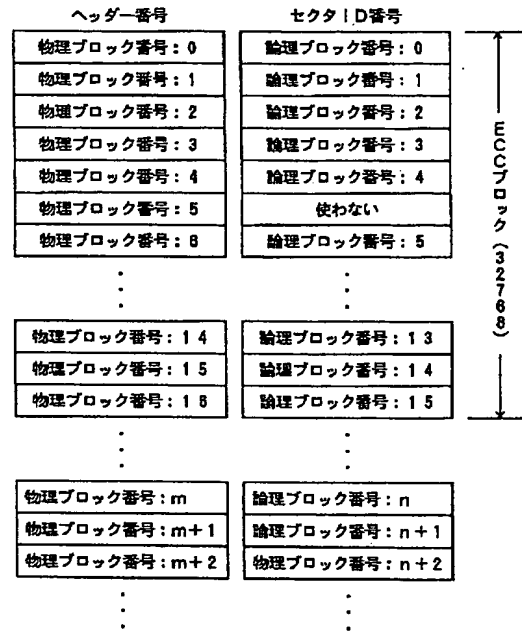 ヘッダー番号 セクタID番号
物理ブロック番号:0 論理ブロック番号:0
物理ブロック番号:1 論理ブロック番号:1
物理ブロック番号:2 論理ブロック番号:2
物理ブロック番号:3 論理ブロック番号:3
物理ブロック番号:4 論理ブロック番号:4
物理ブロック番号:5 使わない
物理ブロック番号:6 論理ブロック番号:5
物理ブロック番号:14 論理ブロック番号:13
物理ブロック番号:15 論理ブロック番号:14
物理ブロック番号:16 論理ブロック番号:15
ECCブロック(32768)
物理ブロック番号:m 論理ブロック番号:n
物理ブロック番号:m+1 論理ブロック番号:n+1
物理ブロック番号:m+2 物理ブロック番号:n+2